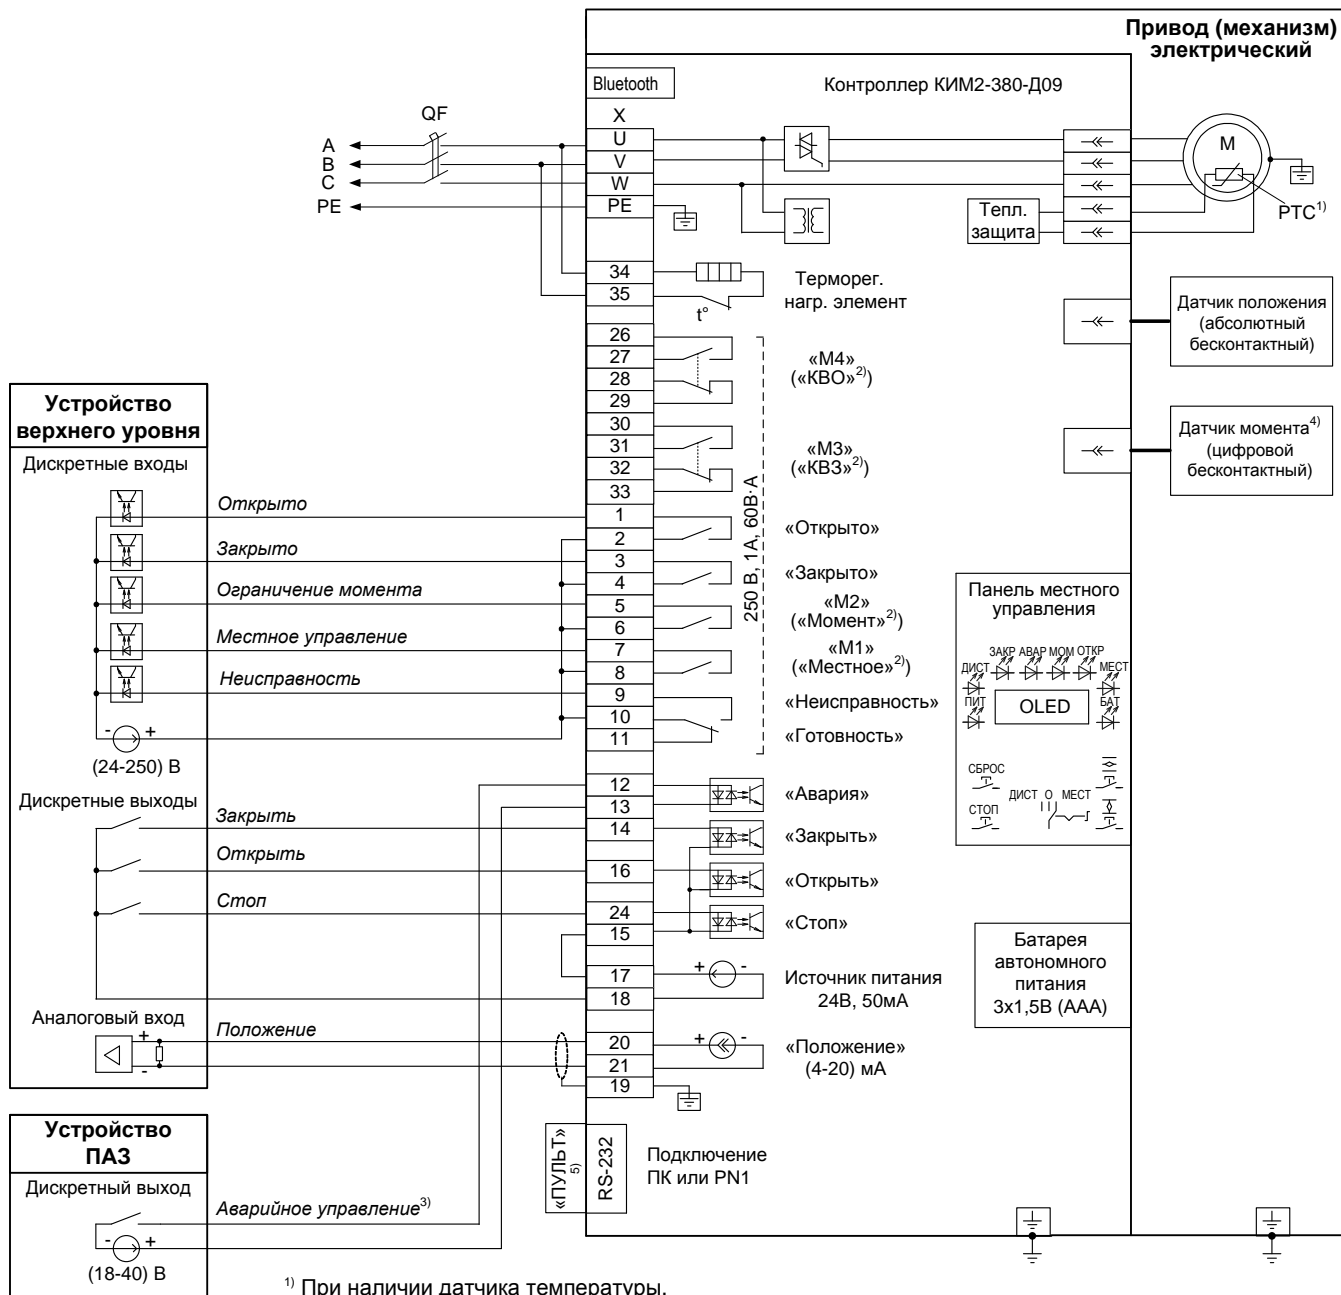 Привод (механизм)
электрический
Bluetooth
Контроллер КИМ2-380-Д09
QF
X
A
U
B
V
C
W
PE
PE
M
PTC1)
Тепл.
защита
34
35
t°
Терморег.
нагр. элемент
Датчик положения
(абсолютный
бесконтактный)
26
27
28
29
«М4»
(«КВО»2))
30
31
32
33
«М3»
(«КВЗ»2))
Датчик момента4)
(цифровой
бесконтактный)
250 В, 1А, 60В·А
Устройство
верхнего уровня
Дискретные входы
Открыто
1
2
«Открыто»
Закрыто
3
4
«Закрыто»
Ограничение момента
5
6
«М2»
(«Момент»2))
Местное управление
7
8
«М1»
(«Местное»2))
Неисправность
9
10
11
«Неисправность»
«Готовность»
- +
(24-250) В
Панель местного
управления
ЗАКР АВАР МОМ ОТКР
ДИСТ
МЕСТ
ПИТ
OLED
БАТ
СБРОС
ДИСТ О МЕСТ
СТОП
Дискретные выходы
12
13
«Авария»
Закрыть
14
«Закрыть»
Открыть
16
«Открыть»
Стоп
24
15
«Стоп»
17
18
+ -
Источник питания
24В, 50мА
Батарея
автономного
питания
3х1,5В (ААА)
Аналоговый вход
+
-
Положение
20
21
19
+ -
«Положение»
(4-20) мА
«ПУЛЬТ»
5)
RS-232
Подключение
ПК или PN1
Устройство
ПАЗ
Дискретный выход
Аварийное управление3)
- +
(18-40) В
1) При наличии датчика температуры.